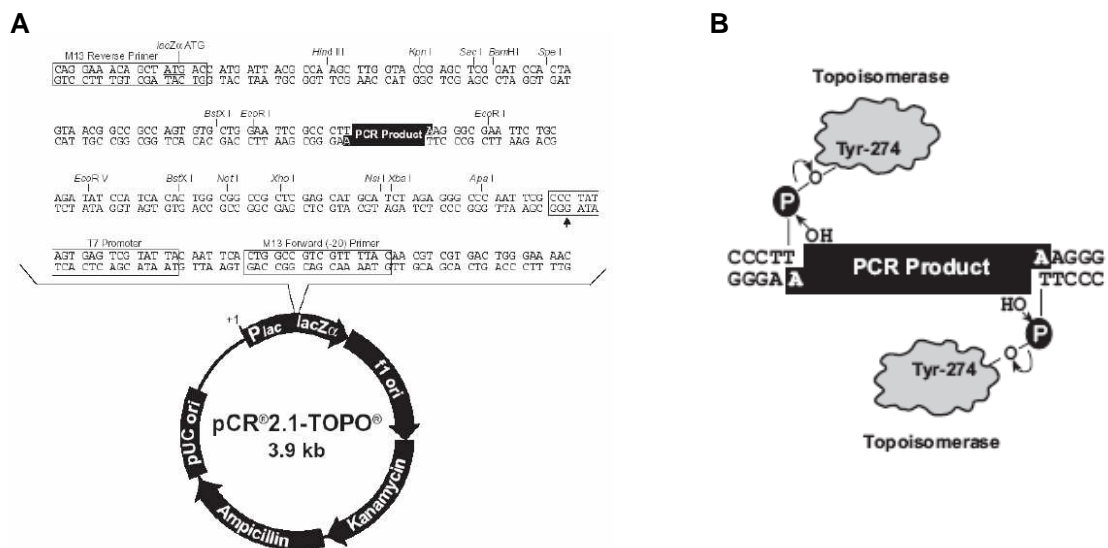 A
lacZα ATG
M13 Reverse Primer
Hind III Kpn I Sac I BamH I Spe I
CAG GAA ACA GCT ATG ACC ATG ATT ACG CCA AGC TTG GTA CCG AGC TCG GAT CCA CTA
GTC CTT TGT CGA TAC TGG TAC TAA TGC GGT TCG AAC CAT GGC TCG AGC CTA GGT GAT
BstX I EcoR I EcoR I
GTA ACG GCC GCC AGT GTG CTG GAA TTC GCC CTT PCR Product AAG GGC GAA TTC TGC
CAT TGC CGG CGG TCA CAC GAC CTT AAG CGG GAA TTC CCG CTT AAG ACG
EcoR V BstX I Not I Xho I Nsi I Xba I Apa I
AGA TAT CCA TCA CAC TGG CGG CCG CTC GAG CAT GCA TCT AGA GGG CCC AAT TCG CCC TAT
TCT ATA GGT AGT GTG ACC GCC GGC GAG CTC GTA CGT AGA TCT CCC GGG TTA AGC GGG ATA
T7 Promoter M13 Forward (-20) Primer
AGT GAG TCG TAT TAC AAT TCA CTG GCC GTC GTT TTA CAA CGT CGT GAC TGG GAA AAC
TCA CTC AGC ATA ATG TTA AGT GAC CGG CAG CAA AAT GTT GCA GCA CTG ACC CTT TTG
+1
Plac lacZα
f1 ori
Kanamycin
Ampicillin
pUC ori
pCR®2.1-TOPO®
3.9 kb
B
Topoisomerase
Tyr-274
O
P
OH
CCCTT PCR Product AAGGG
GGGAA TTCCC
HO
P
O
Tyr-274
Topoisomerase